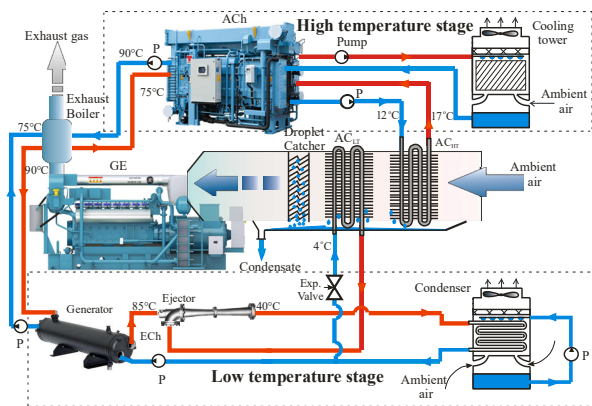 ACh
High temperature stage
Cooling
tower
Exhaust gas
90°C
P
Pump
Exhaust
Boiler
75°C
P
Ambient
air
75°C
12°C
17°C
Droplet
Catcher
AC_LT
AC_HT
90°C
GE
Ambient
air
4°C
Condensate
Exp.
Valve
Condenser
Generator
85°C
Ejector
40°C
P
ECh
P
P
Low temperature stage
Ambient
air